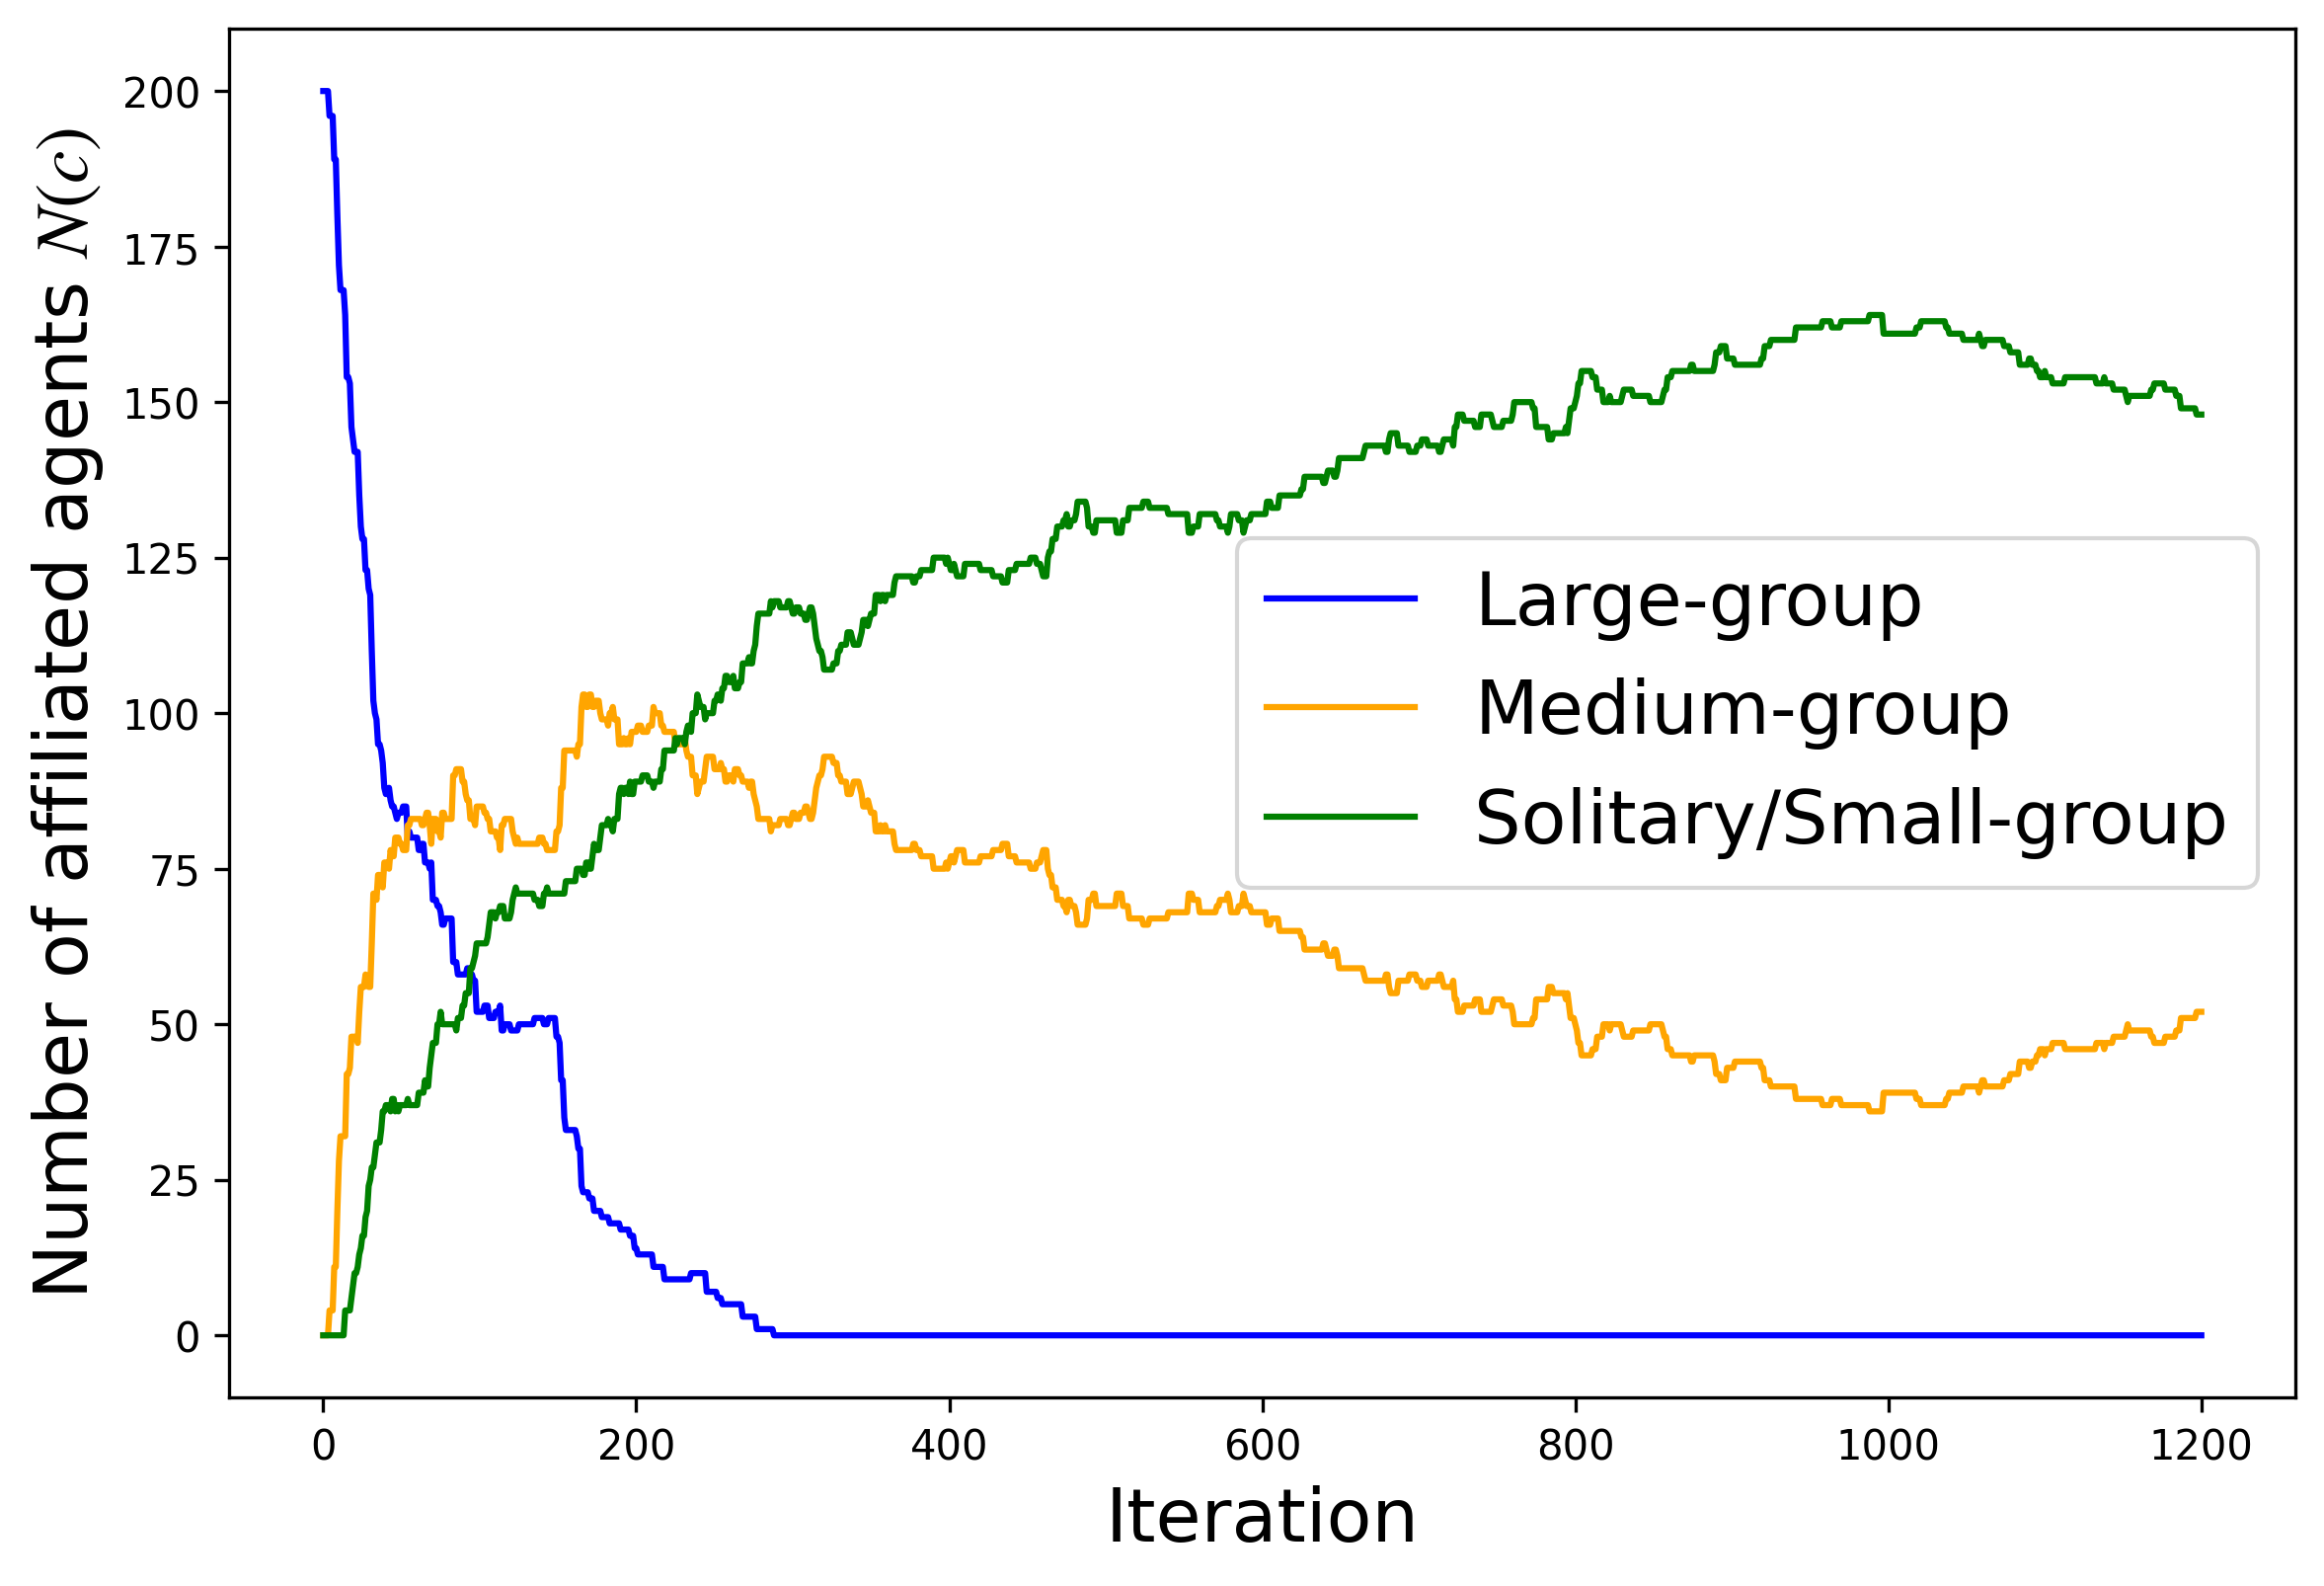 Number of affiliated agents N(c)
200
175
150
125
100
75
50
25
0
Large-group
Medium-group
Solitary/Small-group
0 200 400 600 800 1000 1200
Iteration